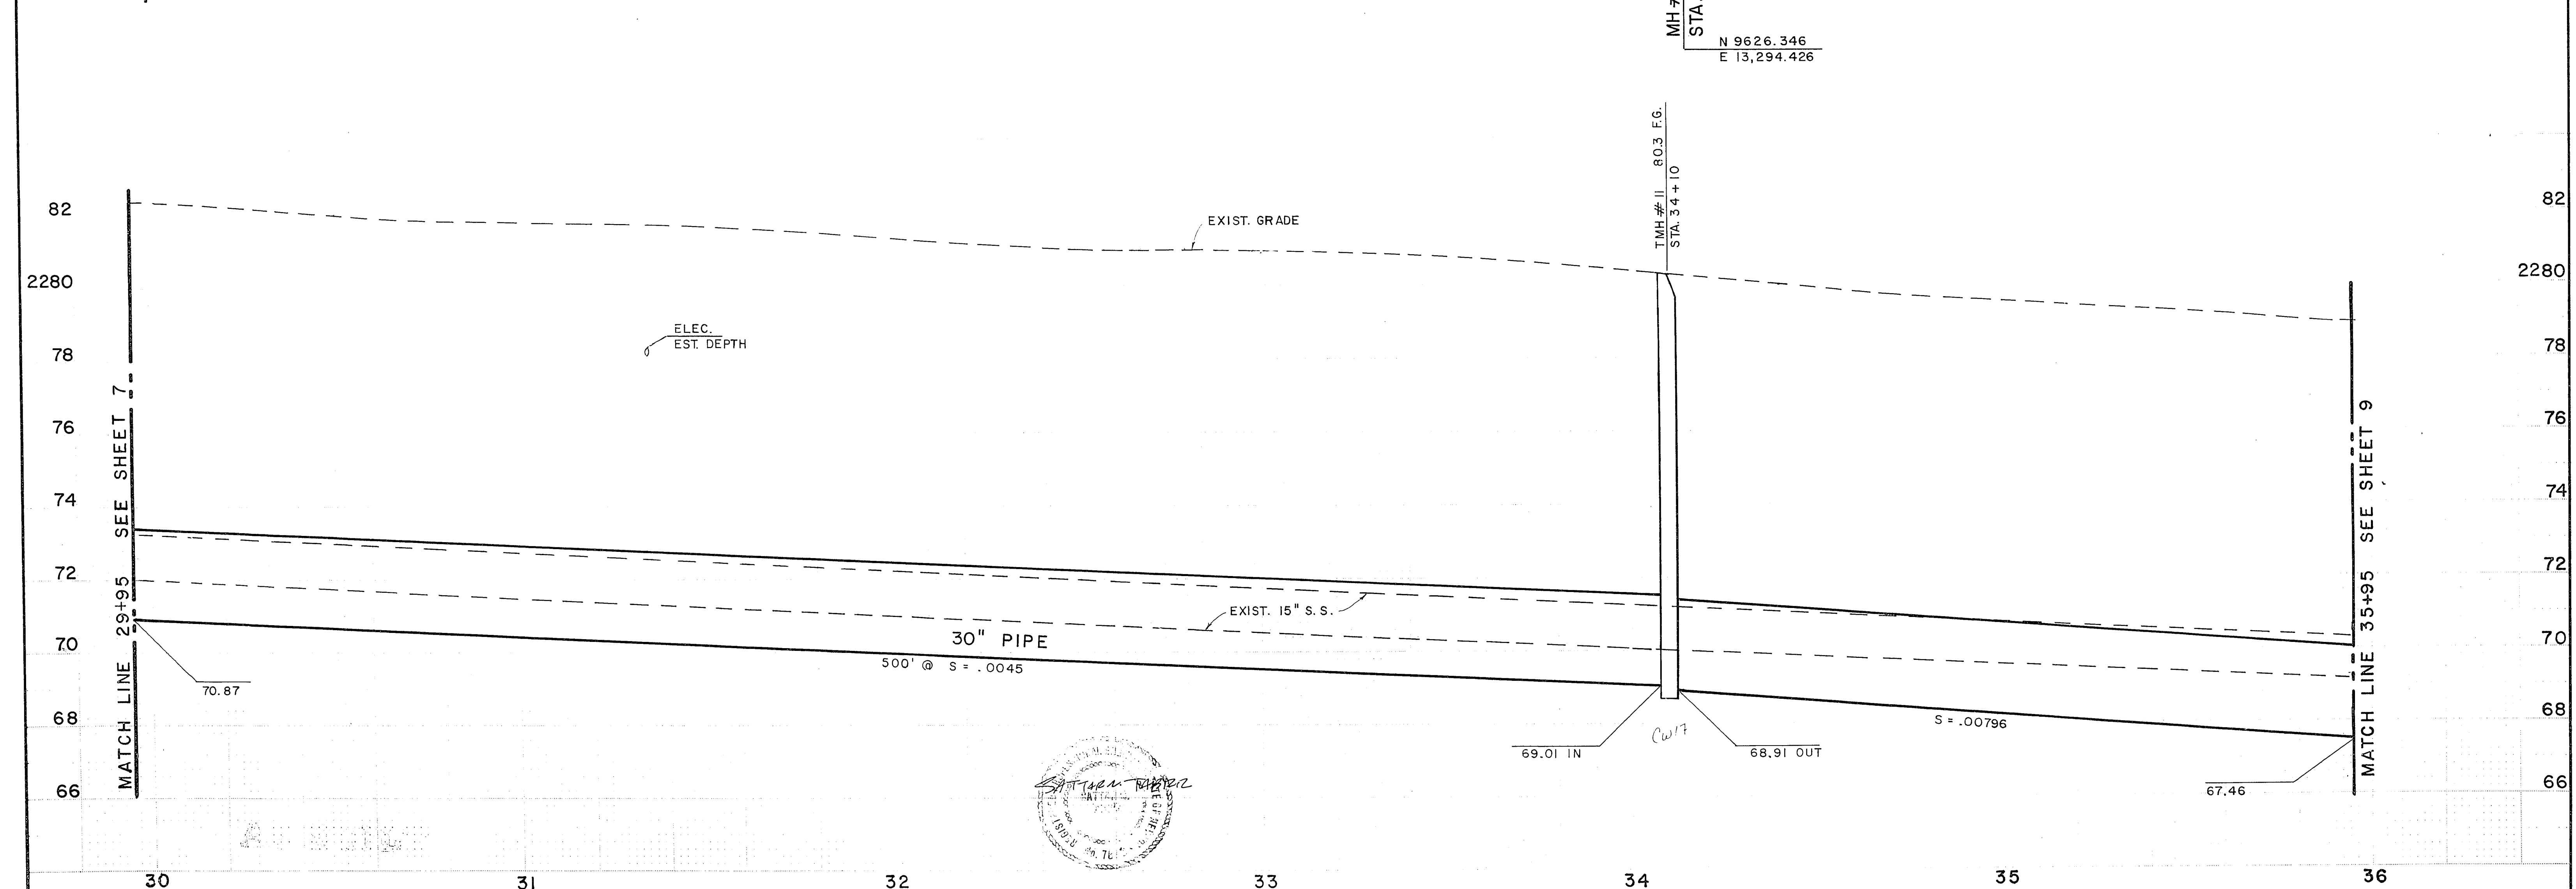 MH#
STA.
N 9626.346
E 13,294.426
TMH # 11 80.3 F.G.
STA. 34+10
82
2280
78
76
74
72
70
68
66
82
2280
78
76
74
72
70
68
66
EXIST. GRADE
ELEC.
EST. DEPTH
MATCH LINE 29+95 SEE SHEET 7
MATCH LINE 35+95 SEE SHEET 9
EXIST. 15" S.S.
30" PIPE
500' @ S = .0045
S = .00796
70.87
69.01 IN
CW17
68.91 OUT
67.46
30
31
32
33
34
35
36